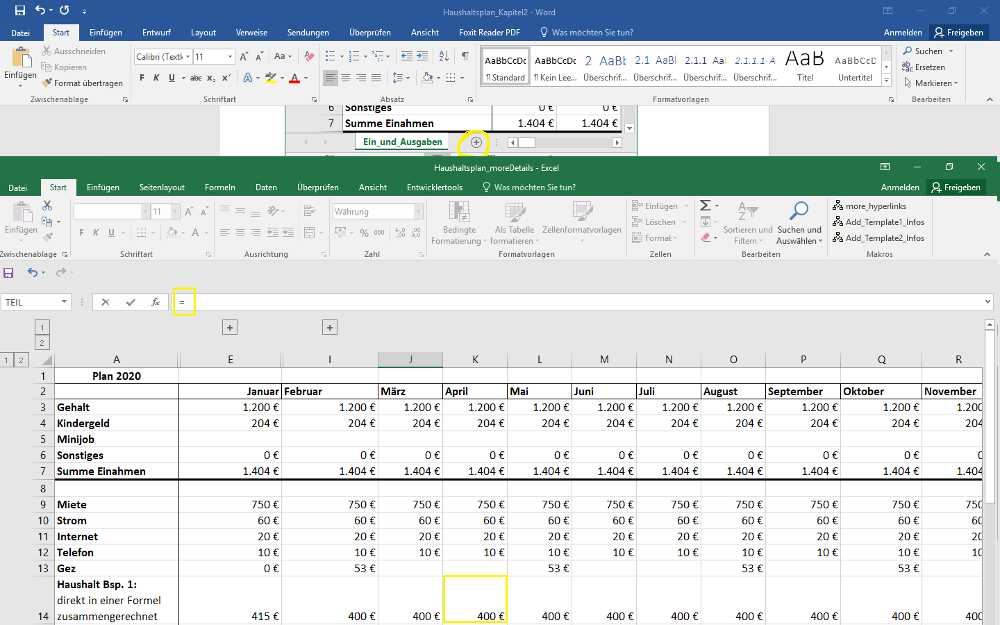 Haushaltsplan_Kapitel2 - Word
Datei Start Einfügen Entwurf Layout Verweise Sendungen Überprüfen Ansicht Foxit Reader PDF Was möchten Sie tun? Anmelden Freigeben
Einfügen
Ausschneiden
Kopieren
Format übertragen
Zwischenablage
Calibri (Textk 11
F K U abc x₂ x²
Schriftart
Absatz
AaBbCcDc AaBbCcDc 2 AaBb 2.1 AaBb 2.1.1 Aa 2.1.1.1 A AaB AaBbCcD
¶ Standard ¶ Kein Lee... Überschrif... Überschrif... Überschrif... Überschrif... Titel Untertitel
Formatvorlagen
Suchen
Ersetzen
Markieren
Bearbeiten
6 Sonstiges 0 € 0 €
7 Summe Einahmen 1.404 € 1.404 €
Ein_und_Ausgaben
Haushaltsplan_moreDetails - Excel
Datei Start Einfügen Seitenlayout Formeln Daten Überprüfen Ansicht Entwicklertools Was möchten Sie tun? Anmelden Freigeben
Einfügen
Zwischenablage
11
F K U
Schriftart
Ausrichtung
Währung
% 000
Zahl
Bedingte Formatierung
Als Tabelle formatieren
Zellenformatvorlagen
Formatvorlagen
Einfügen
Löschen
Format
Zellen
Sortieren und Filtern
Suchen und Auswählen
Bearbeiten
more_hyperlinks
Add_Template1_Infos
Add_Template2_Infos
Makros
TEIL fx =
1
2
1 2 A E I J K L M N O P Q R
1 Plan 2020
2 Januar Februar März April Mai Juni Juli August September Oktober November
3 Gehalt 1.200 € 1.200 € 1.200 € 1.200 € 1.200 € 1.200 € 1.200 € 1.200 € 1.200 € 1.200 € 1.200
4 Kindergeld 204 € 204 € 204 € 204 € 204 € 204 € 204 € 204 € 204 € 204 € 204
5 Minijob
6 Sonstiges 0 € 0 € 0 € 0 € 0 € 0 € 0 € 0 € 0 € 0 € 0
7 Summe Einahmen 1.404 € 1.404 € 1.404 € 1.404 € 1.404 € 1.404 € 1.404 € 1.404 € 1.404 € 1.404 € 1.404
8
9 Miete 750 € 750 € 750 € 750 € 750 € 750 € 750 € 750 € 750 € 750 € 750
10 Strom 60 € 60 € 60 € 60 € 60 € 60 € 60 € 60 € 60 € 60 € 60
11 Internet 20 € 20 € 20 € 20 € 20 € 20 € 20 € 20 € 20 € 20 € 20
12 Telefon 10 € 10 € 10 € 10 € 10 € 10 € 10 € 10 € 10 € 10 € 10
13 Gez 0 € 53 € 53 € 53 € 53 €
Haushalt Bsp. 1:
direkt in einer Formel
14 zusammengerechnet 415 € 400 € 400 € 400 € 400 € 400 € 400 € 400 € 400 € 400 € 400